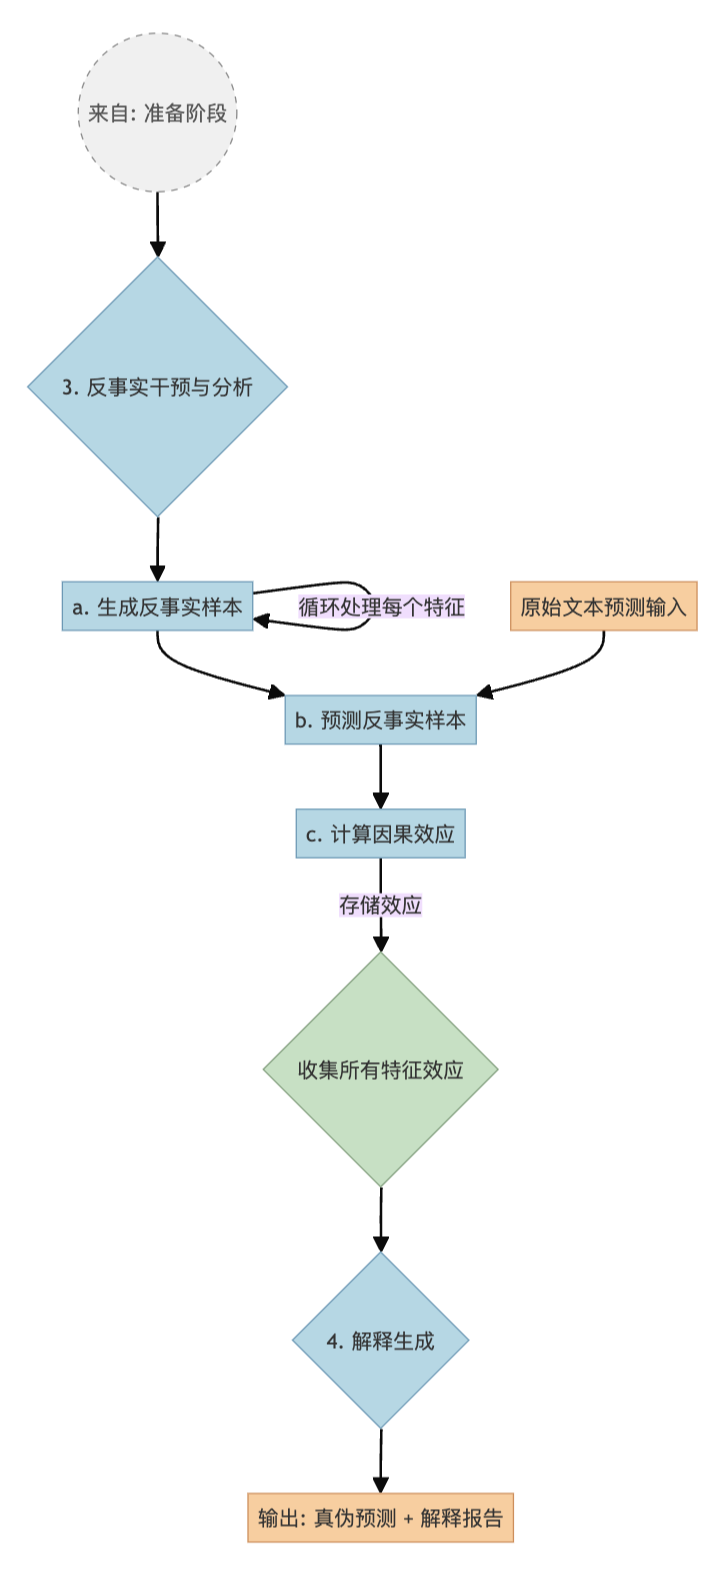 来自: 准备阶段
3. 反事实干预与分析
a. 生成反事实样本
循环处理每个特征
原始文本预测输入
b. 预测反事实样本
c. 计算因果效应
存储效应
收集所有特征效应
4. 解释生成
输出: 真伪预测 + 解释报告